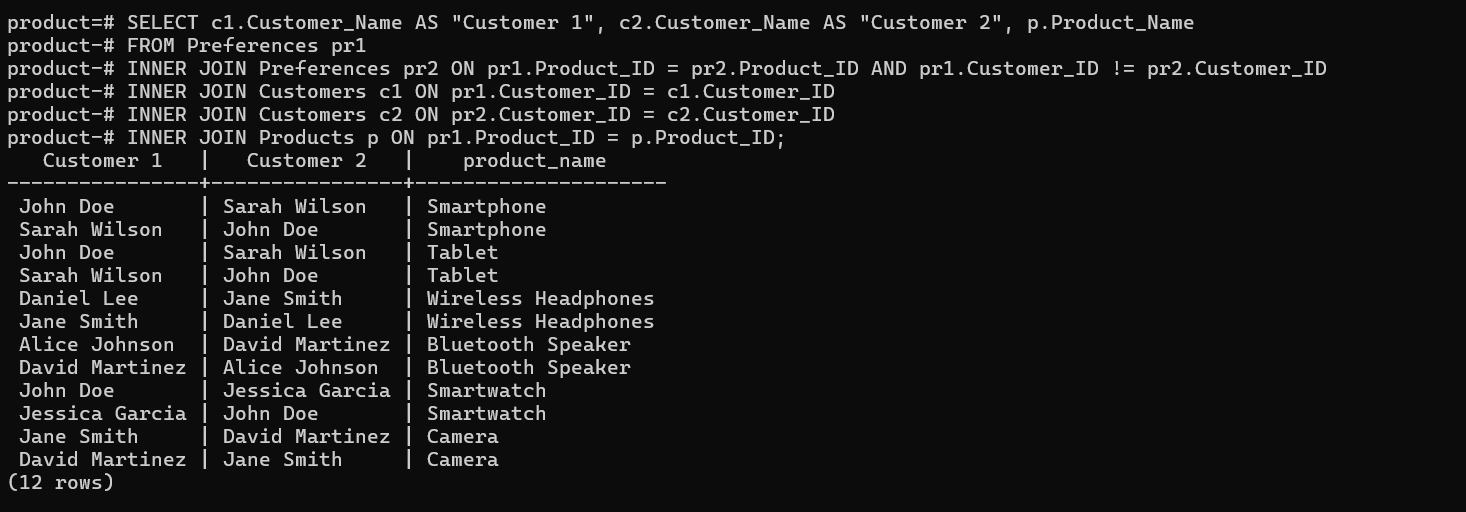 product=# SELECT c1.Customer_Name AS "Customer 1", c2.Customer_Name AS "Customer 2", p.Product_Name
product-# FROM Preferences pr1
product-# INNER JOIN Preferences pr2 ON pr1.Product_ID = pr2.Product_ID AND pr1.Customer_ID != pr2.Customer_ID
product-# INNER JOIN Customers c1 ON pr1.Customer_ID = c1.Customer_ID
product-# INNER JOIN Customers c2 ON pr2.Customer_ID = c2.Customer_ID
product-# INNER JOIN Products p ON pr1.Product_ID = p.Product_ID;
   Customer 1   |   Customer 2   |    product_name
----------------+----------------+---------------------
 John Doe       | Sarah Wilson   | Smartphone
 Sarah Wilson   | John Doe       | Smartphone
 John Doe       | Sarah Wilson   | Tablet
 Sarah Wilson   | John Doe       | Tablet
 Daniel Lee     | Jane Smith     | Wireless Headphones
 Jane Smith     | Daniel Lee     | Wireless Headphones
 Alice Johnson  | David Martinez | Bluetooth Speaker
 David Martinez | Alice Johnson  | Bluetooth Speaker
 John Doe       | Jessica Garcia | Smartwatch
 Jessica Garcia | John Doe       | Smartwatch
 Jane Smith     | David Martinez | Camera
 David Martinez | Jane Smith     | Camera
(12 rows)